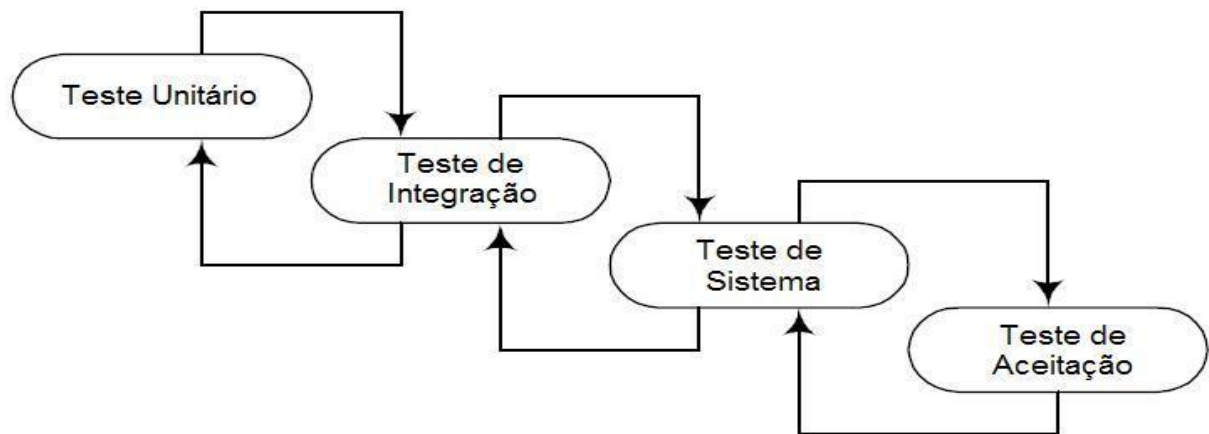 Teste Unitário
Teste de
Integração
Teste de
Sistema
Teste de
Aceitação